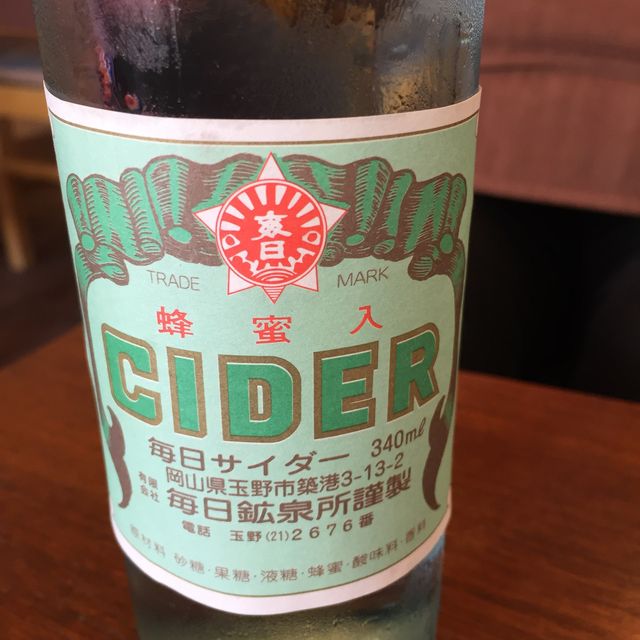 毎日
TRADE MARK
蜂蜜入
CIDER
毎日サイダー 340ml
岡山県玉野市築港3-13-2
有限会社 毎日鉱泉所謹製
電話 玉野(21)2676番
原材料 砂糖・果糖・液糖・蜂蜜・酸味料・香料